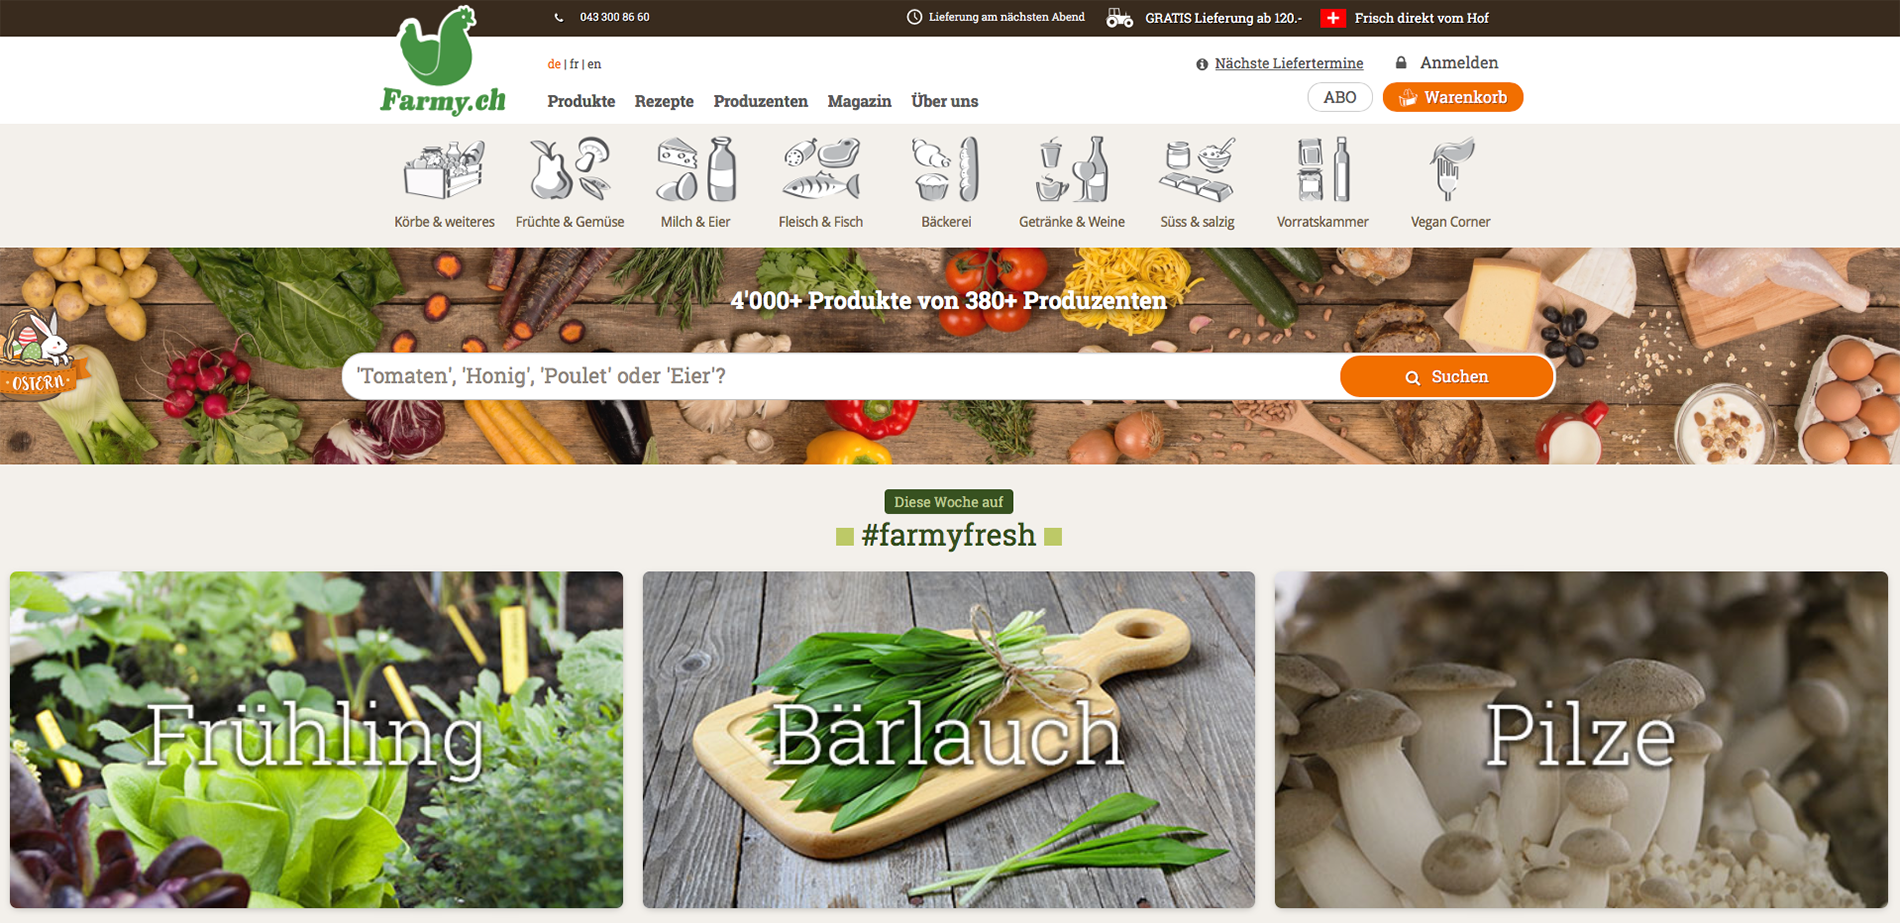 043 300 86 60
Lieferung am nächsten Abend
GRATIS Lieferung ab 120.-
Frisch direkt vom Hof
Farmy.ch
de | fr | en
Nächste Liefertermine
Anmelden
Produkte Rezepte Produzenten Magazin Über uns
ABO
Warenkorb
Körbe & weiteres
Früchte & Gemüse
Milch & Eier
Fleisch & Fisch
Bäckerei
Getränke & Weine
Süss & salzig
Vorratskammer
Vegan Corner
4'000+ Produkte von 380+ Produzenten
'Tomaten', 'Honig', 'Poulet' oder 'Eier'?
Suchen
OSTERN
Diese Woche auf
#farmyfresh
Frühling
Bärlauch
Pilze